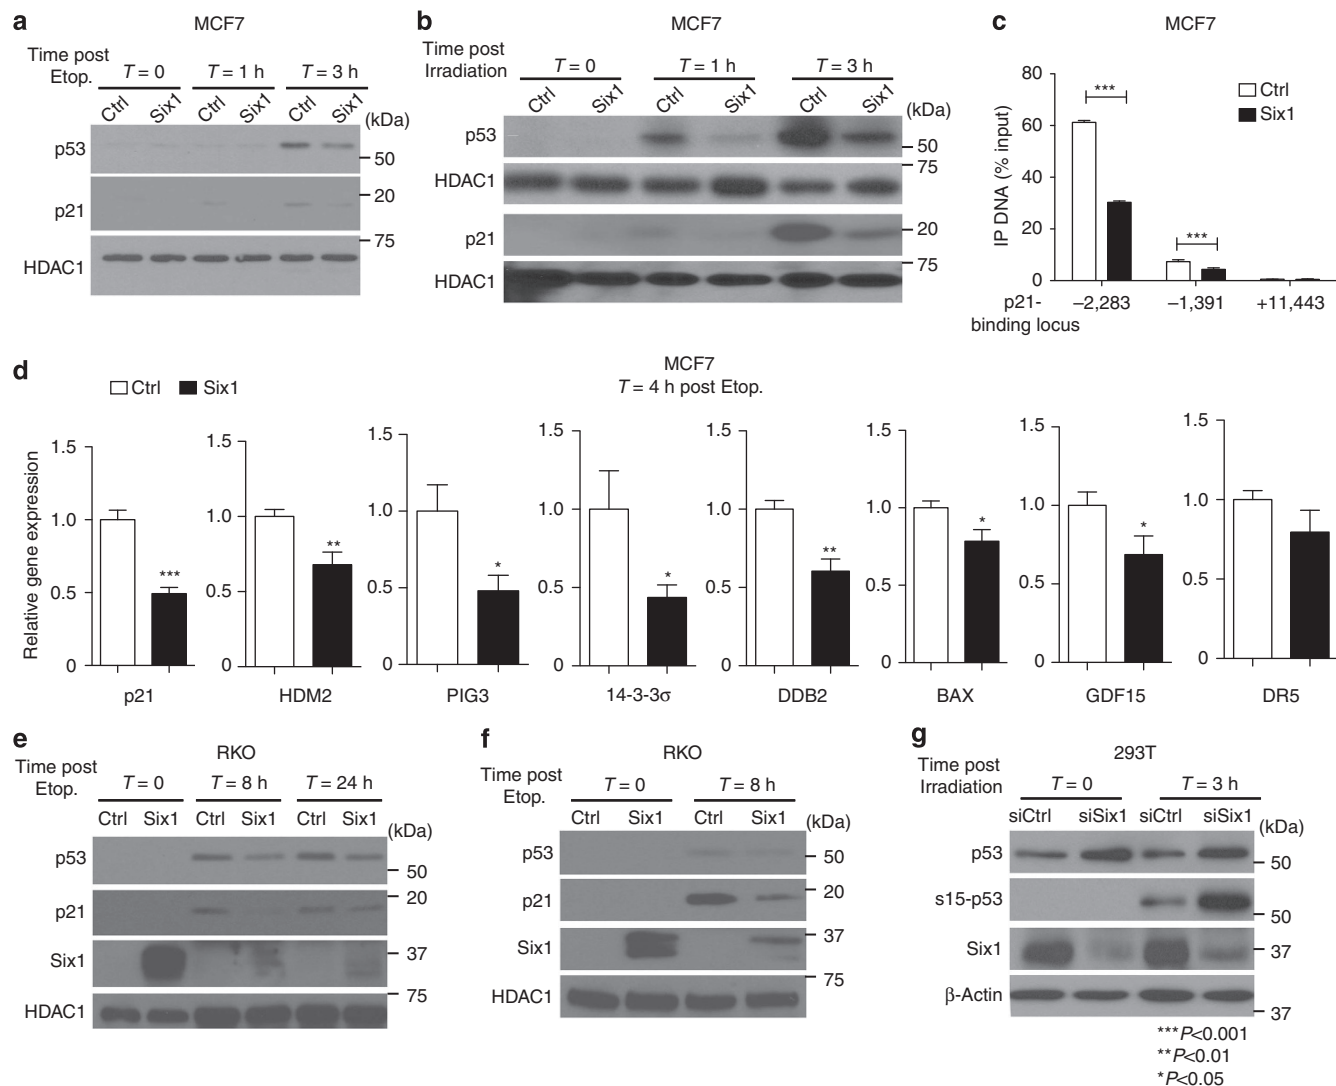 a
MCF7
Time post
Etop.
T = 0
T = 1 h
T = 3 h
Ctrl
Six1
Ctrl
Six1
Ctrl
Six1
(kDa)
p53
50
p21
20
HDAC1
75
b
MCF7
Time post
Irradiation
T = 0
T = 1 h
T = 3 h
Ctrl
Six1
Ctrl
Six1
Ctrl
Six1
(kDa)
p53
50
HDAC1
75
p21
20
HDAC1
75
c
MCF7
IP DNA (% input)
80
60
40
20
0
***
***
Ctrl
Six1
p21-
binding locus
–2,283
–1,391
+11,443
d
Ctrl
Six1
MCF7
T = 4 h post Etop.
Relative gene expression
1.5
1.0
0.5
0
***
p21
1.5
1.0
0.5
0
**
HDM2
1.5
1.0
0.5
0
*
PIG3
1.5
1.0
0.5
0
*
14-3-3σ
1.5
1.0
0.5
0
**
DDB2
1.5
1.0
0.5
0
*
BAX
1.5
1.0
0.5
0
*
GDF15
1.5
1.0
0.5
0
DR5
e
RKO
Time post
Etop.
T = 0
T = 8 h
T = 24 h
Ctrl Six1 Ctrl Six1 Ctrl Six1
(kDa)
p53
50
p21
20
Six1
37
HDAC1
75
f
RKO
Time post
Etop.
T = 0
T = 8 h
Ctrl Six1 Ctrl Six1
(kDa)
p53
50
p21
20
Six1
37
HDAC1
75
g
293T
Time post
Irradiation
T = 0
T = 3 h
siCtrl siSix1 siCtrl siSix1
(kDa)
p53
50
s15-p53
50
Six1
37
β-Actin
37
***P<0.001
**P<0.01
*P<0.05